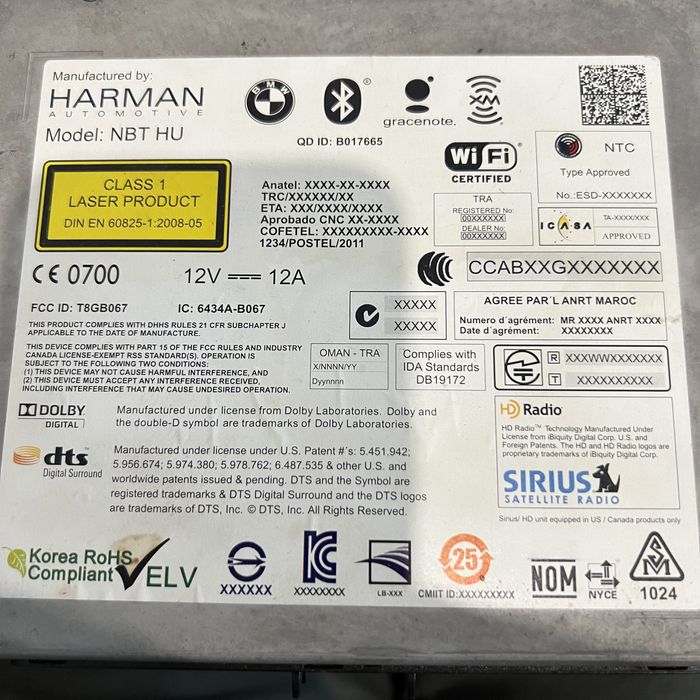 Manufactured by:
HARMAN
AUTOMOTIVE
Model: NBT HU
BMW
®
QD ID: B017665
gracenote.
XM
Wi Fi
CERTIFIED
NTC
Type Approved
No.:ESD-XXXXXXX
CLASS 1
LASER PRODUCT
DIN EN 60825-1:2008-05
Anatel: XXXX-XX-XXXX
TRC/XXXXXX/XX
ETA: XXX/XXXX/XXXX
Aprobado CNC XX-XXXX
COFETEL: XXXXXXXXX-XXXX
1234/POSTEL/2011
TRA
REGISTERED No:
00XXXXXX
DEALER No:
00XXXXXX
ICASA
TA-XXXX/XXX
APPROVED
CE 0700
12V 12A
CCABXXGXXXXXXX
FCC ID: T8GB067
IC: 6434A-B067
XXXXX
XXXXX
AGREE PAR´L ANRT MAROC
Numero d´agrément: MR XXXX ANRT XXXX
Date d´agrément: XXXXXXXX
THIS PRODUCT COMPLIES WITH DHHS RULES 21 CFR SUBCHAPTER J
APPLICABLE TO THE DATE OF MANUFACTURE.
THIS DEVICE COMPLIES WITH PART 15 OF THE FCC RULES AND INDUSTRY
CANADA LICENSE-EXEMPT RSS STANDARD(S). OPERATION IS
SUBJECT TO THE FOLLOWING TWO CONDITIONS:
(1) THIS DEVICE MAY NOT CAUSE HARMFUL INTERFERENCE, AND
(2) THIS DEVICE MUST ACCEPT ANY INTERFERENCE RECEIVED,
INCLUDING INTERFERENCE THAT MAY CAUSE UNDESIRED OPERATION.
OMAN - TRA
X/NNNN/YY
Dyynnnn
Complies with
IDA Standards
DB19172
R XXXWWXXXXXXX
T XXXXXXXXXX
DOLBY
DIGITAL
Manufactured under license from Dolby Laboratories. Dolby and
the double-D symbol are trademarks of Dolby Laboratories.
HD Radio
HD Radio™ Technology Manufactured Under
License from iBiquity Digital Corp. U.S. and
Foreign Patents. The HD and HD Radio logos are
proprietary trademarks of iBiquity Digital Corp.
dts
Digital Surround
Manufactured under license under U.S. Patent #´s: 5.451,942;
5.956,674; 5.974.380; 5.978.762; 6.487.535 & other U.S. and
worldwide patents issued & pending. DTS and the Symbol are
registered trademarks & DTS Digital Surround and the DTS logos
are trademarks of DTS, Inc. © DTS, Inc. All Rights Reserved.
SIRIUS
SATELLITE RADIO
Sirius/ HD unit equipped in US / Canada products only
Korea RoHS
Compliant
ELV
XXXXXX
XXXXXXXX
LB-XXX
25
CMIIT ID:XXXXXXXXX
NOM
NYCE
1024